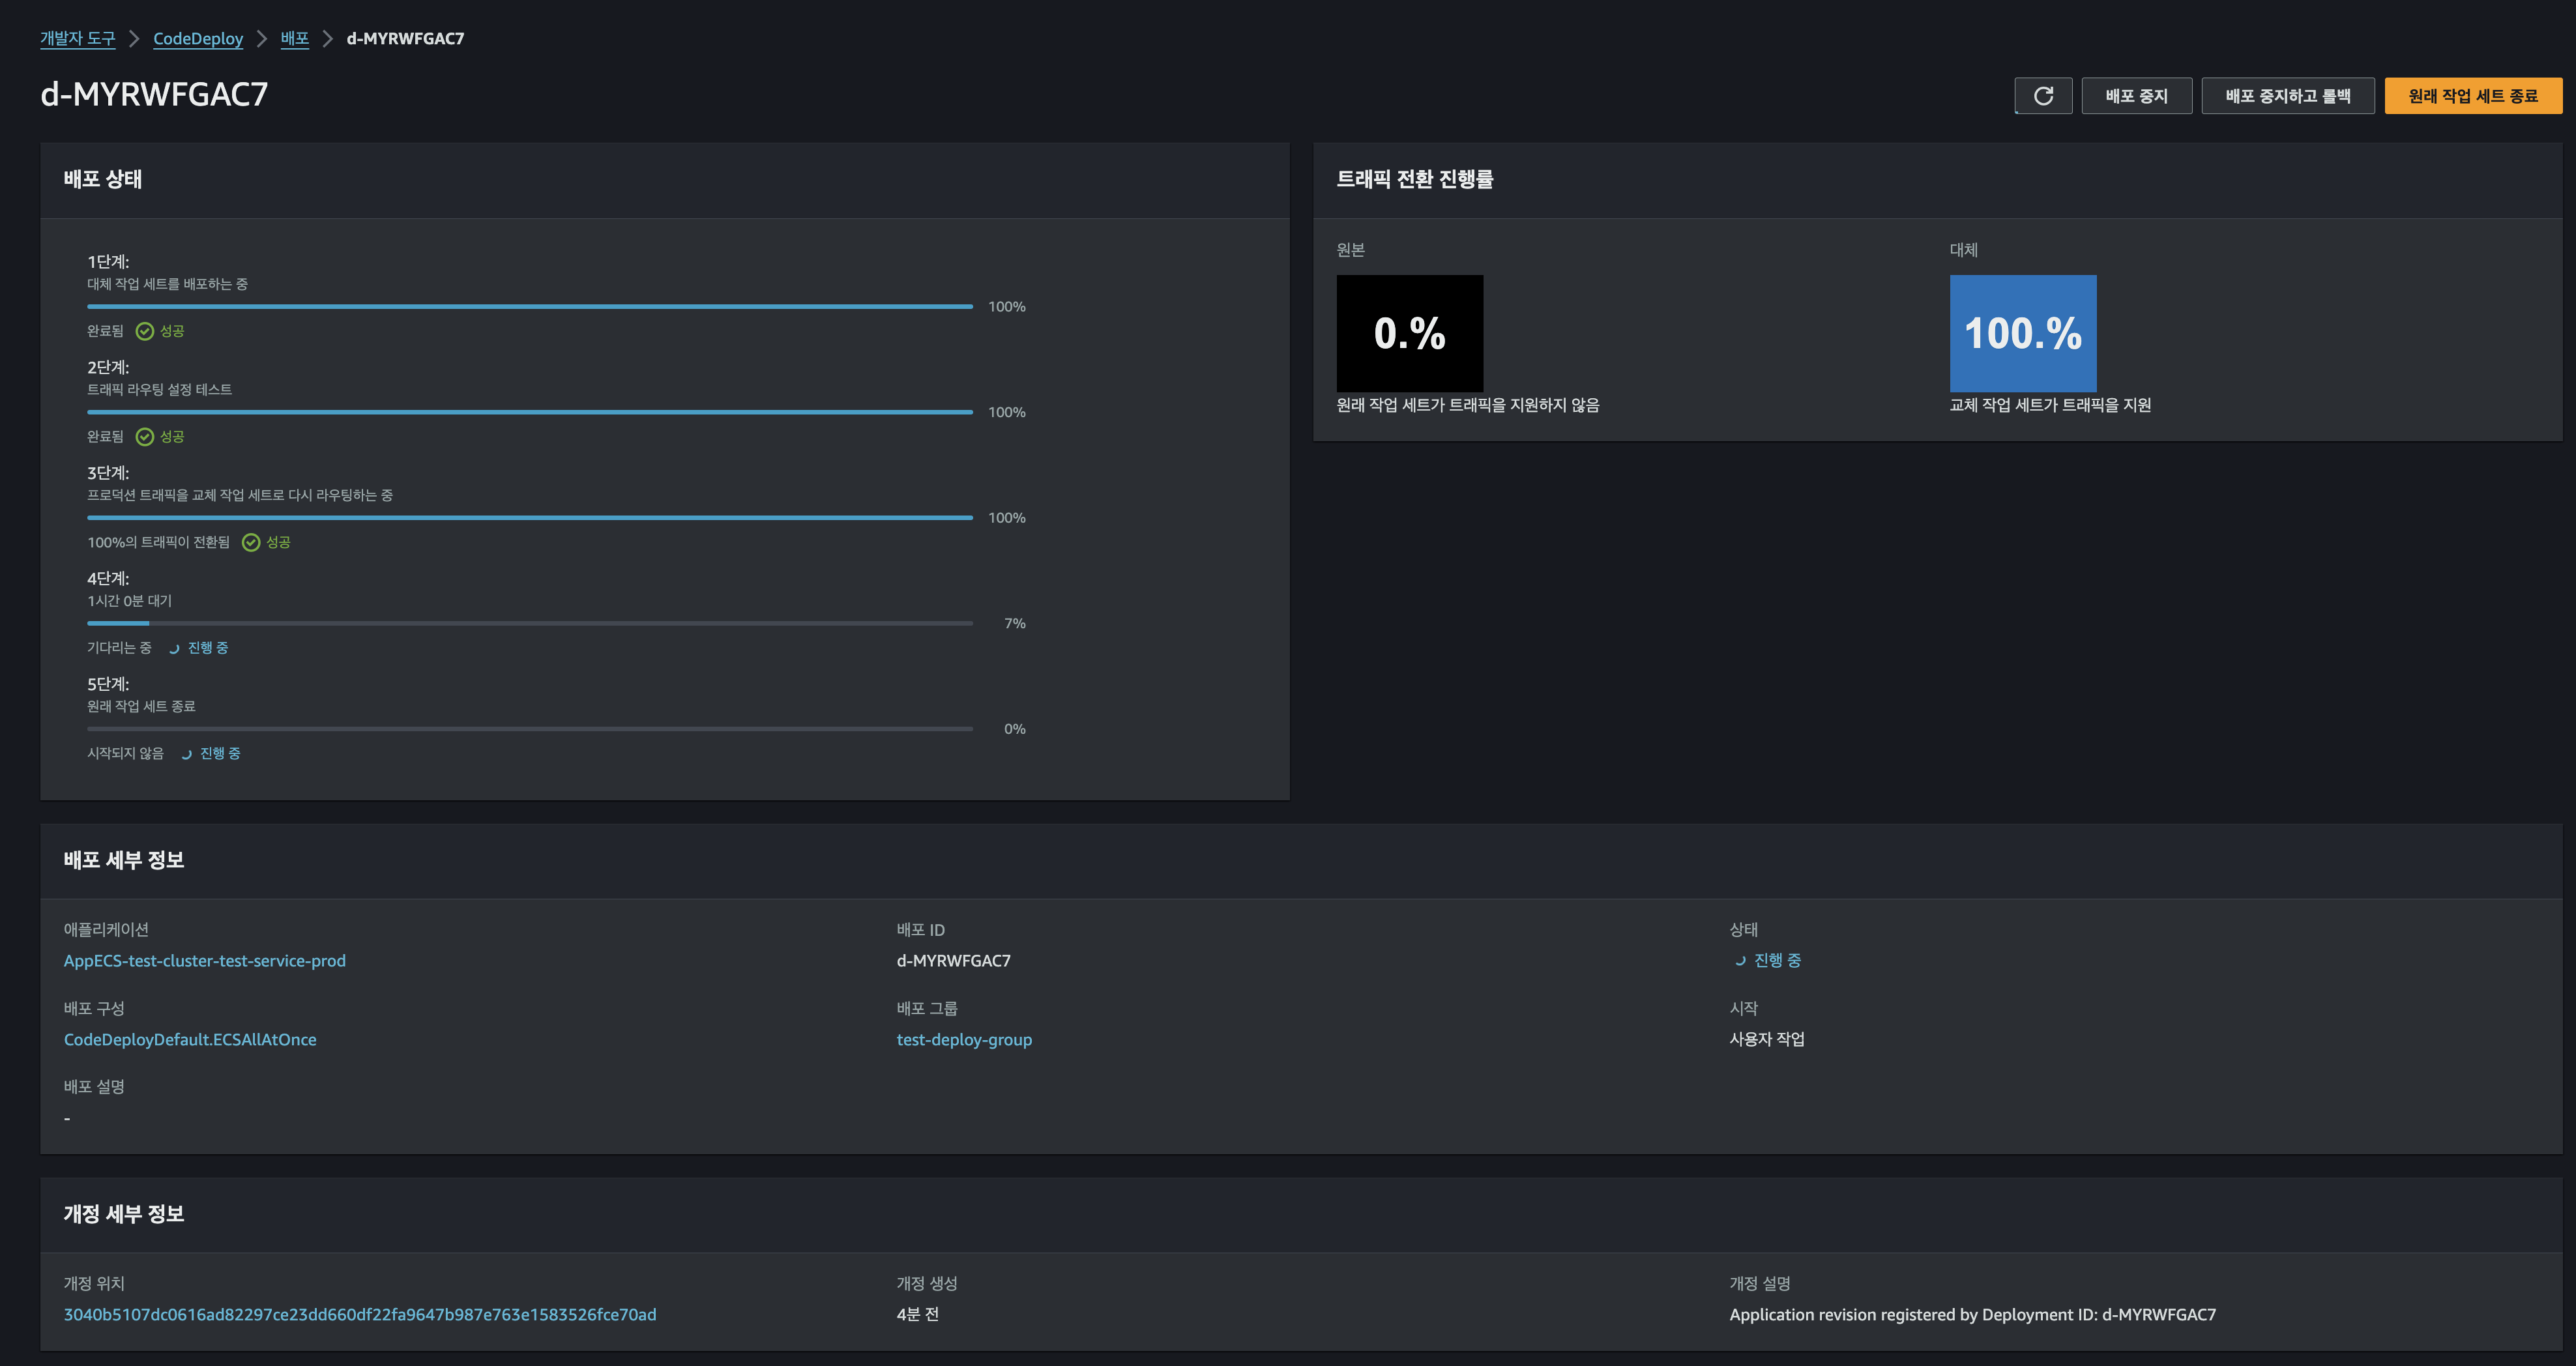 개발자 도구 > CodeDeploy > 배포 > d-MYRWFGAC7
d-MYRWFGAC7
배포 중지
배포 중지하고 롤백
원래 작업 세트 종료
배포 상태
1단계:
대체 작업 세트를 배포하는 중
100%
완료됨 성공
2단계:
트래픽 라우팅 설정 테스트
100%
완료됨 성공
3단계:
프로덕션 트래픽을 교체 작업 세트로 다시 라우팅하는 중
100%
100%의 트래픽이 전환됨 성공
4단계:
1시간 0분 대기
7%
기다리는 중 진행 중
5단계:
원래 작업 세트 종료
0%
시작되지 않음 진행 중
트래픽 전환 진행률
원본
0.%
원래 작업 세트가 트래픽을 지원하지 않음
대체
100.%
교체 작업 세트가 트래픽을 지원
배포 세부 정보
애플리케이션
AppECS-test-cluster-test-service-prod
배포 ID
d-MYRWFGAC7
상태
진행 중
배포 구성
CodeDeployDefault.ECSAllAtOnce
배포 그룹
test-deploy-group
시작
사용자 작업
배포 설명
-
개정 세부 정보
개정 위치
3040b5107dc0616ad82297ce23dd660df22fa9647b987e763e1583526fce70ad
개정 생성
4분 전
개정 설명
Application revision registered by Deployment ID: d-MYRWFGAC7